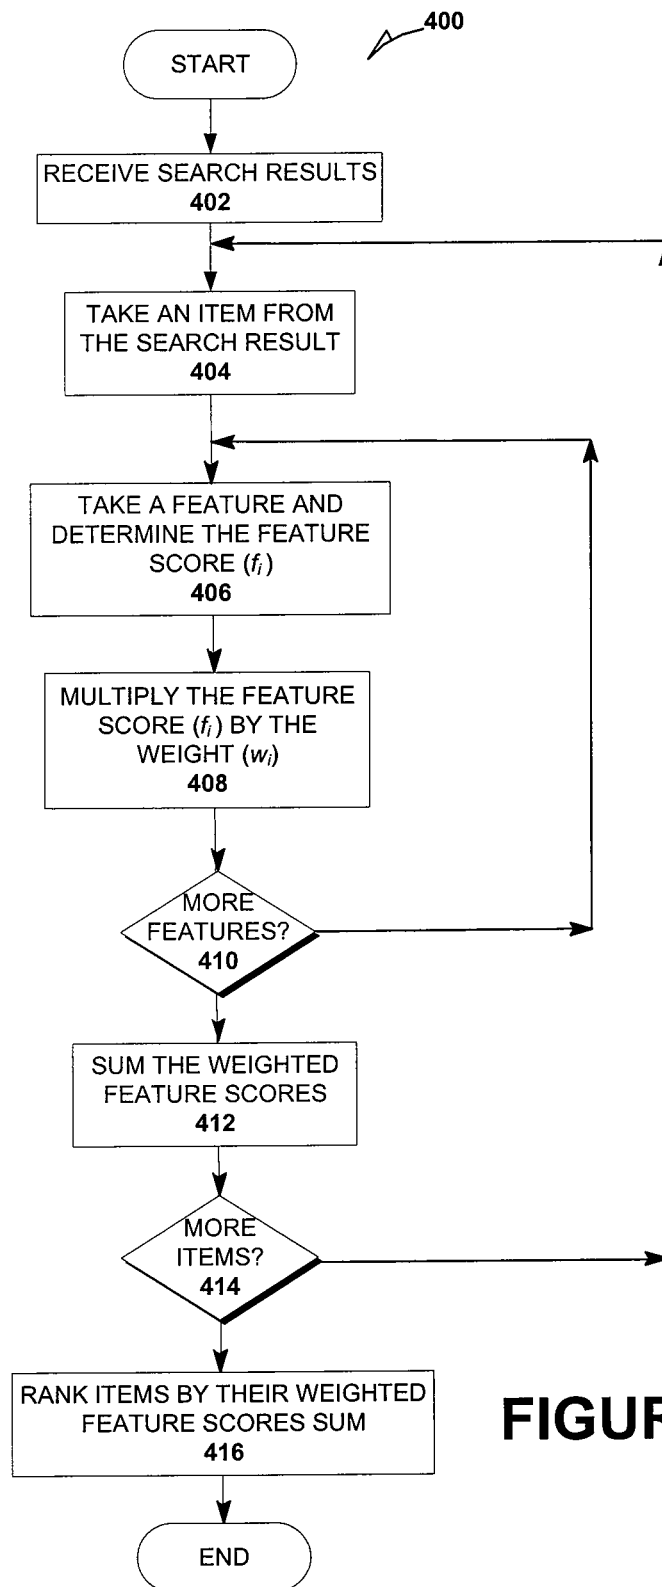 400
START
RECEIVE SEARCH RESULTS
402
TAKE AN ITEM FROM
THE SEARCH RESULT
404
TAKE A FEATURE AND
DETERMINE THE FEATURE
SCORE (fi)
406
MULTIPLY THE FEATURE
SCORE (fi) BY THE
WEIGHT (wi)
408
MORE
FEATURES?
410
SUM THE WEIGHTED
FEATURE SCORES
412
MORE
ITEMS?
414
RANK ITEMS BY THEIR WEIGHTED
FEATURE SCORES SUM
416
FIGUR
END